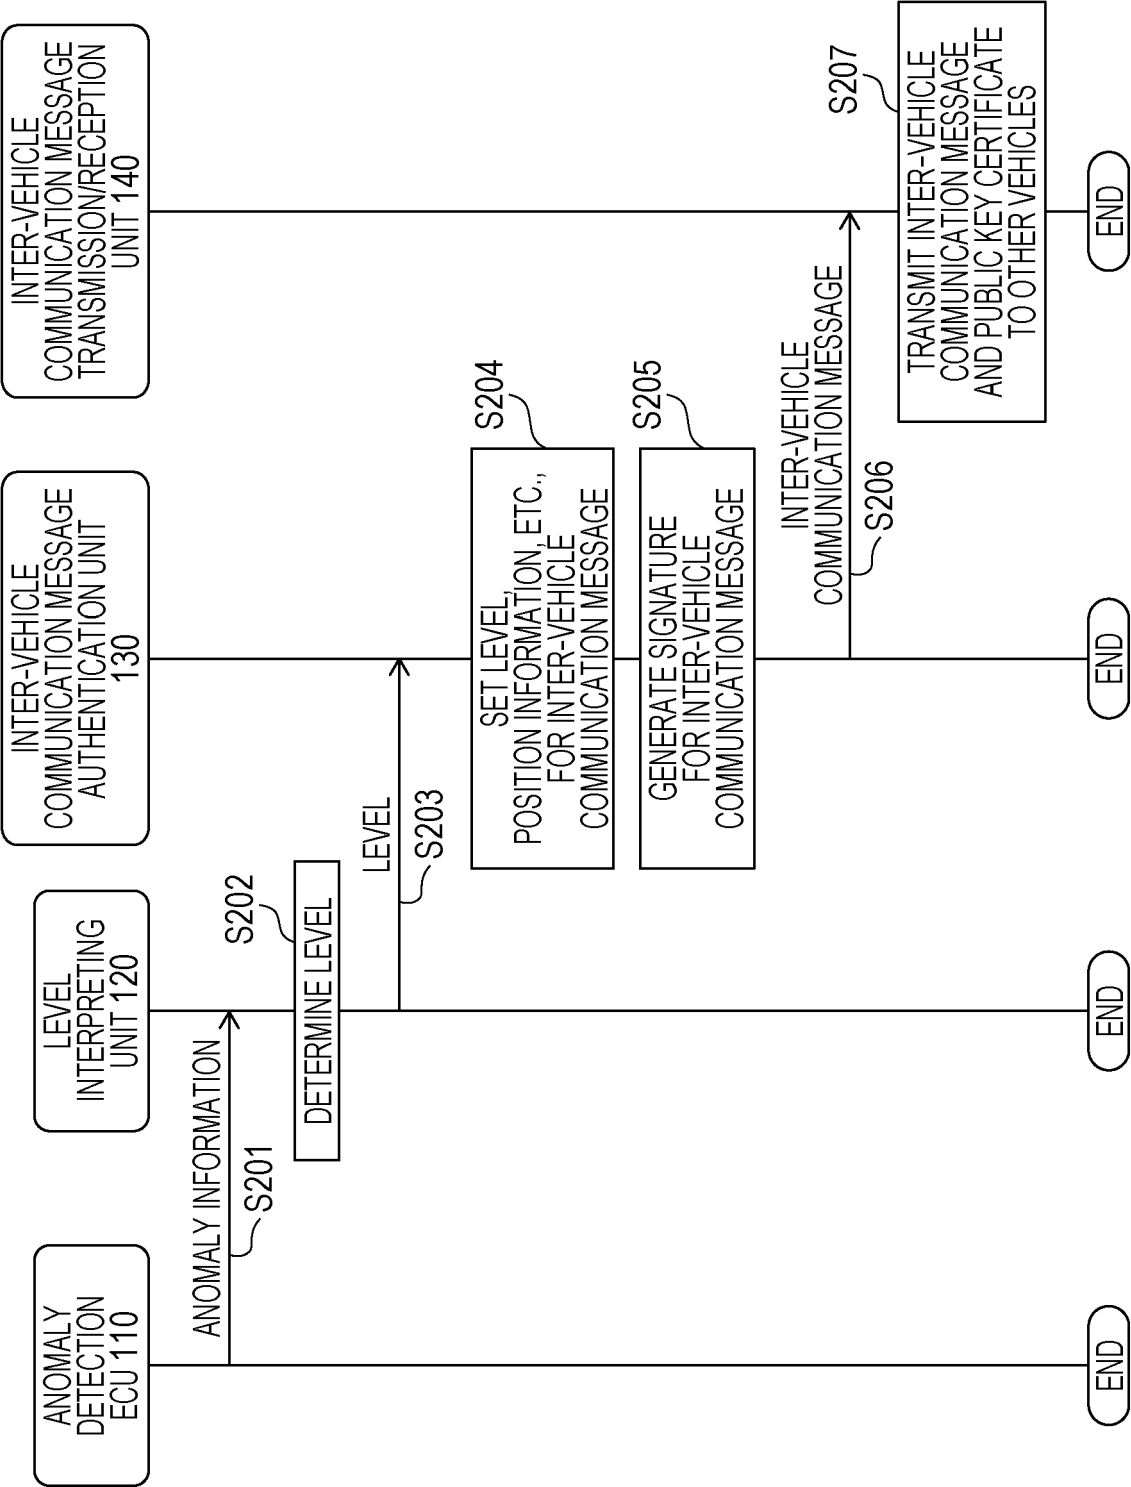 ANOMALY
DETECTION
ECU 110
LEVEL
INTERPRETING
UNIT 120
INTER-VEHICLE
COMMUNICATION MESSAGE
AUTHENTICATION UNIT
130
INTER-VEHICLE
COMMUNICATION MESSAGE
TRANSMISSION/RECEPTION
UNIT 140
ANOMALY INFORMATION
S201
S202
DETERMINE LEVEL
LEVEL
S203
S204
SET LEVEL,
POSITION INFORMATION, ETC.,
FOR INTER-VEHICLE
COMMUNICATION MESSAGE
S205
GENERATE SIGNATURE
FOR INTER-VEHICLE
COMMUNICATION MESSAGE
INTER-VEHICLE
COMMUNICATION MESSAGE
S206
S207
TRANSMIT INTER-VEHICLE
COMMUNICATION MESSAGE
AND PUBLIC KEY CERTIFICATE
TO OTHER VEHICLES
END
END
END
END